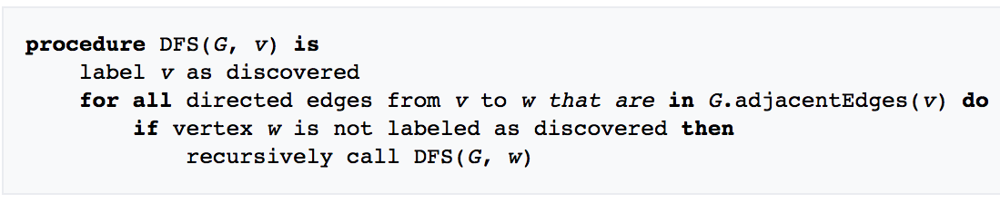 procedure DFS(G, v) is
label v as discovered
for all directed edges from v to w that are in G.adjacentEdges(v) do
if vertex w is not labeled as discovered then
recursively call DFS(G, w)